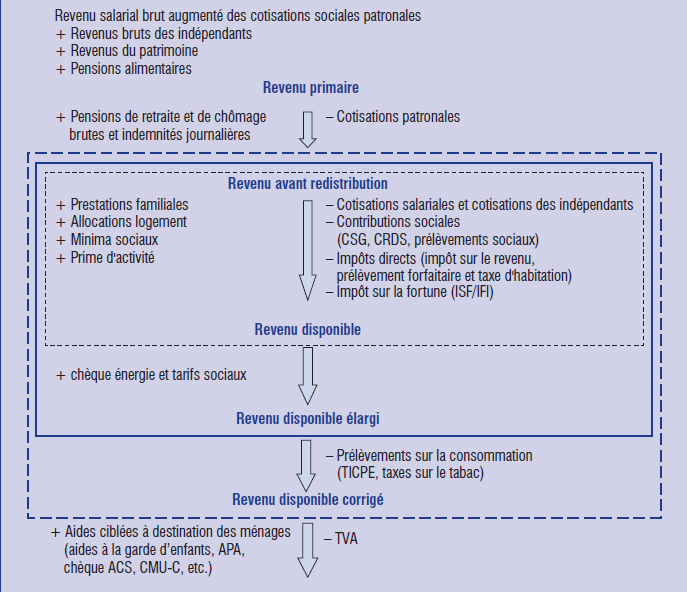 Revenu salarial brut augmenté des cotisations sociales patronales
+ Revenus bruts des indépendants
+ Revenus du patrimoine
+ Pensions alimentaires
Revenu primaire
+ Pensions de retraite et de chômage
brutes et indemnités journalières
– Cotisations patronales
Revenu avant redistribution
+ Prestations familiales
+ Allocations logement
+ Minima sociaux
+ Prime d'activité
– Cotisations salariales et cotisations des indépendants
– Contributions sociales
(CSG, CRDS, prélèvements sociaux)
– Impôts directs (impôt sur le revenu,
prélèvement forfaitaire et taxe d'habitation)
– Impôt sur la fortune (ISF/IFI)
Revenu disponible
+ chèque énergie et tarifs sociaux
Revenu disponible élargi
– Prélèvements sur la consommation
(TICPE, taxes sur le tabac)
Revenu disponible corrigé
+ Aides ciblées à destination des ménages
(aides à la garde d'enfants, APA,
chèque ACS, CMU-C, etc.)
– TVA